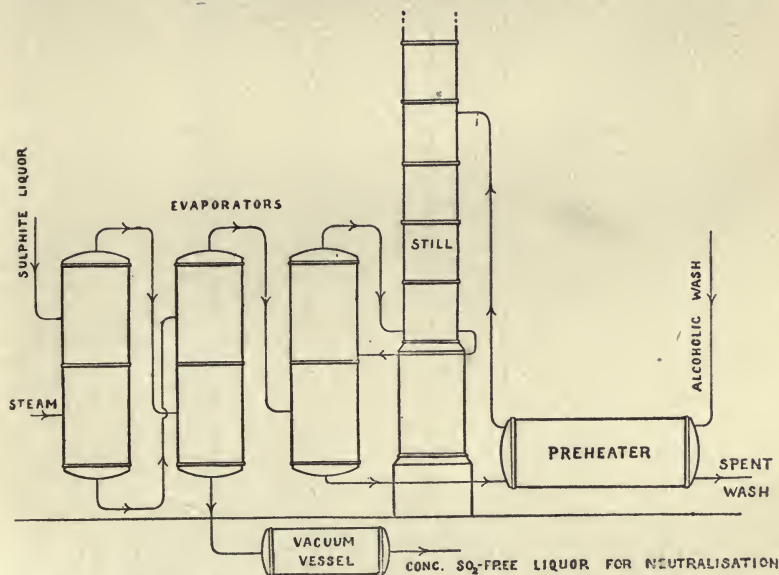 SULPHITE LIQUOR
EVAPORATORS
STILL
ALCOHOLIC WASH
STEAM
PREHEATER
SPENT
WASH
VACUUM
VESSEL
CONC. SO₂-FREE LIQUOR FOR NEUTRALISATION